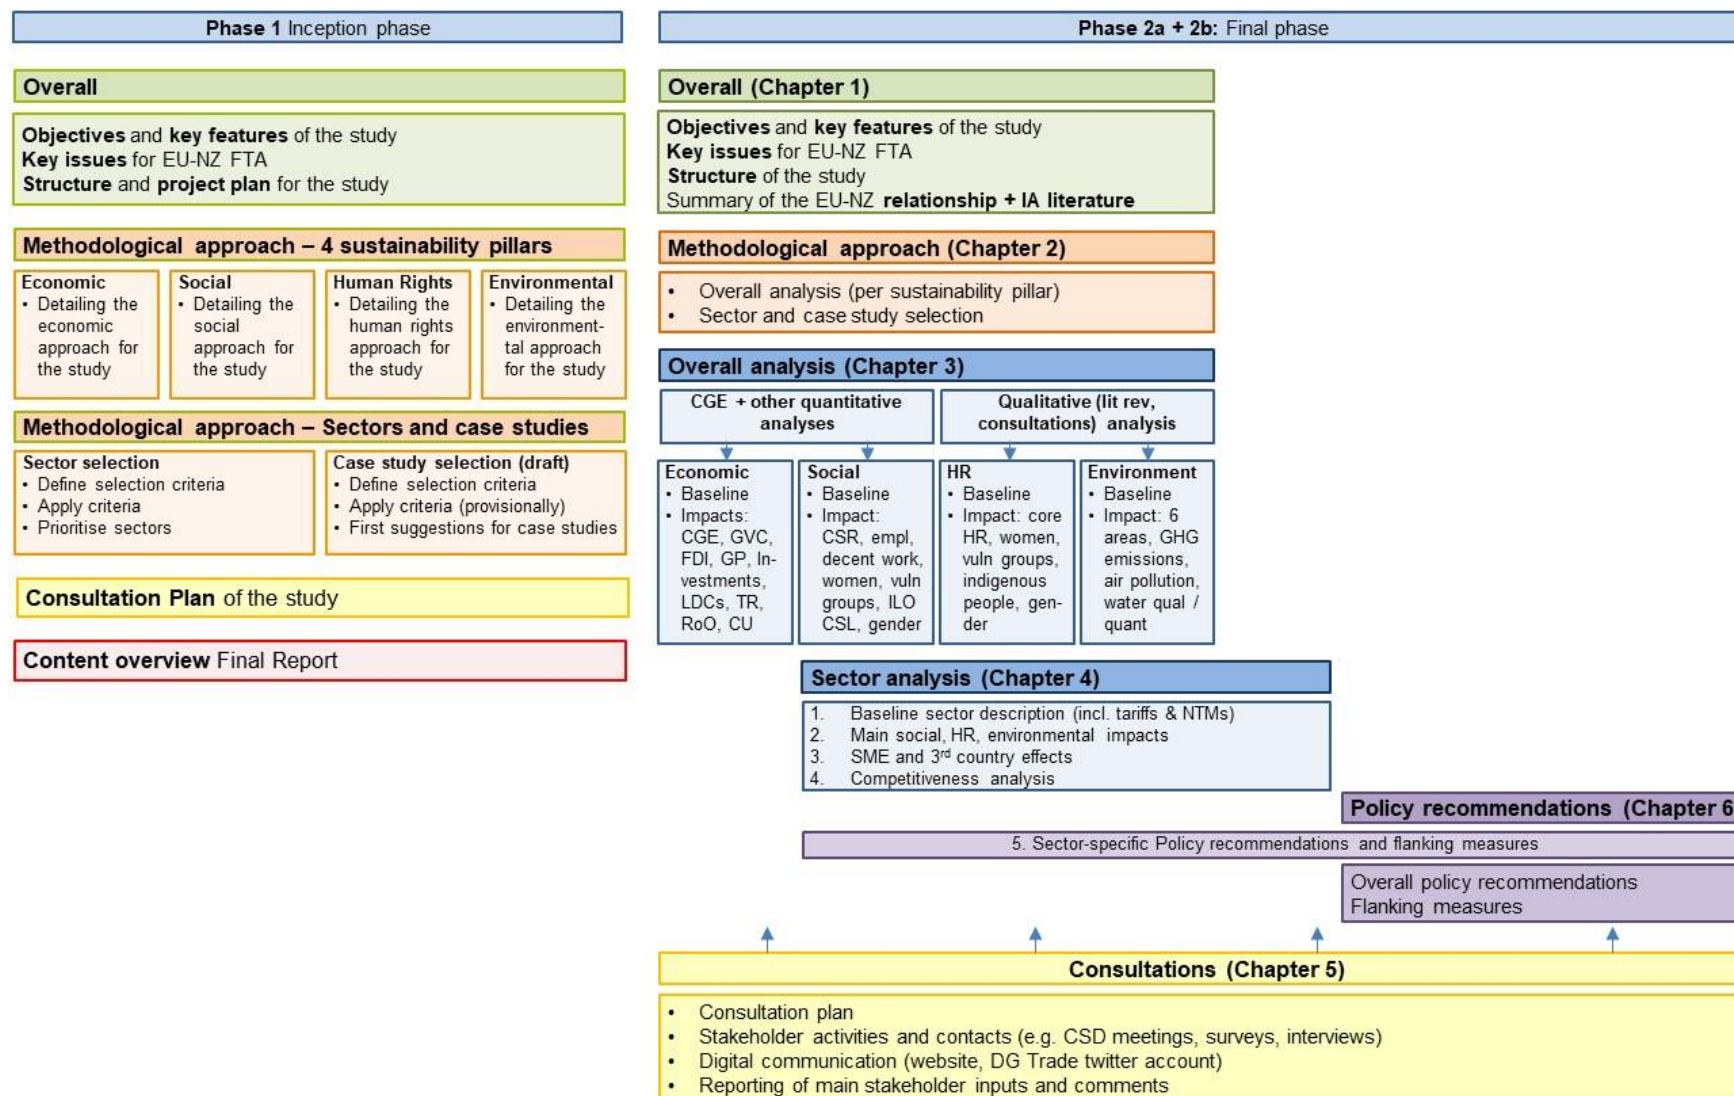 Phase 1 Inception phase
Overall
Objectives and key features of the study
Key issues for EU-NZ FTA
Structure and project plan for the study
Methodological approach – 4 sustainability pillars
Economic
• Detailing the
economic
approach for
the study
Social
• Detailing the
social
approach for
the study
Human Rights
• Detailing the
human rights
approach for
the study
Environmental
• Detailing the
environment-
tal approach
for the study
Methodological approach – Sectors and case studies
Sector selection
• Define selection criteria
• Apply criteria
• Prioritise sectors
Case study selection (draft)
• Define selection criteria
• Apply criteria (provisionally)
• First suggestions for case studies
Consultation Plan of the study
Content overview Final Report
Phase 2a + 2b: Final phase
Overall (Chapter 1)
Objectives and key features of the study
Key issues for EU-NZ FTA
Structure of the study
Summary of the EU-NZ relationship + IA literature
Methodological approach (Chapter 2)
• Overall analysis (per sustainability pillar)
• Sector and case study selection
Overall analysis (Chapter 3)
CGE + other quantitative
analyses
Qualitative (lit rev,
consultations) analysis
Economic
• Baseline
• Impacts:
CGE, GVC,
FDI, GP, In-
vestments,
LDCs, TR,
RoO, CU
Social
• Baseline
• Impact:
CSR, empl,
decent work,
women, vuln
groups, ILO
CSL, gender
HR
• Baseline
• Impact: core
HR, women,
vuln groups,
indigenous
people, gen-
der
Environment
• Baseline
• Impact: 6
areas, GHG
emissions,
air pollution,
water qual /
quant
Sector analysis (Chapter 4)
1. Baseline sector description (incl. tariffs & NTMs)
2. Main social, HR, environmental impacts
3. SME and 3rd country effects
4. Competitiveness analysis
Policy recommendations (Chapter 6
5. Sector-specific Policy recommendations and flanking measures
Overall policy recommendations
Flanking measures
Consultations (Chapter 5)
• Consultation plan
• Stakeholder activities and contacts (e.g. CSD meetings, surveys, interviews)
• Digital communication (website, DG Trade twitter account)
• Reporting of main stakeholder inputs and comments